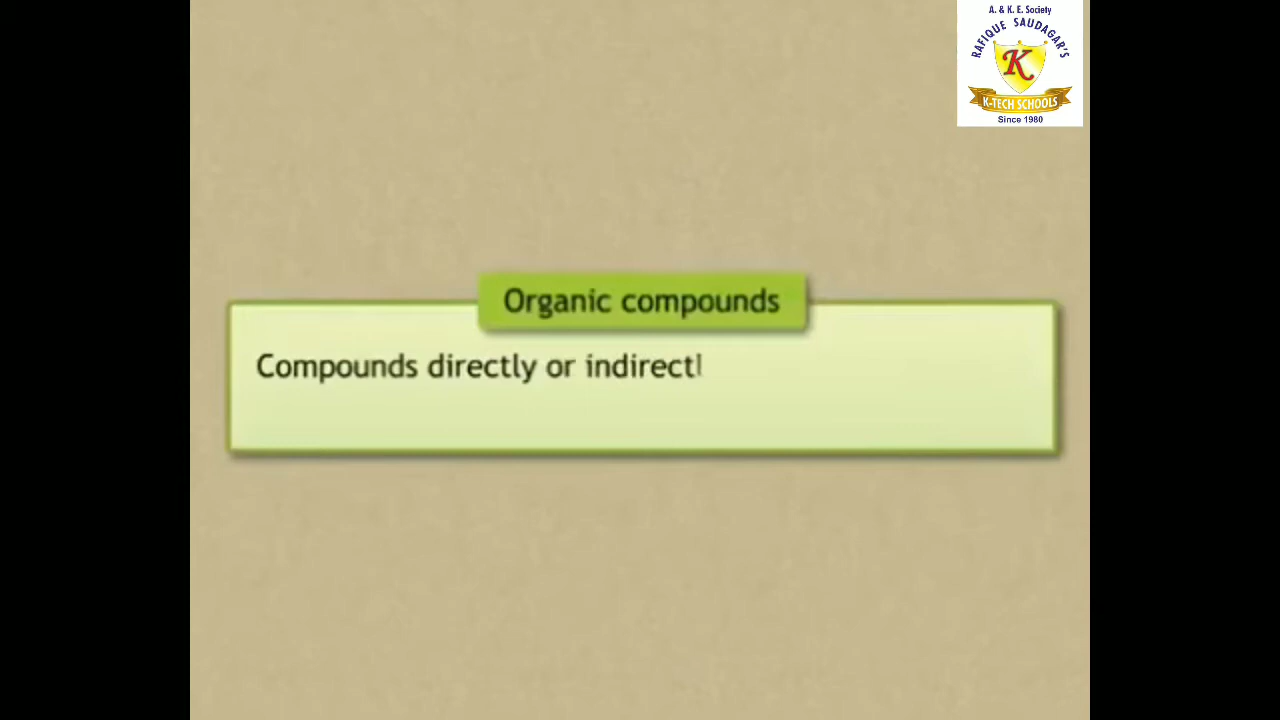 A. & K. E. Society
RAFIQUE SAUDAGAR'S
K
K-TECH SCHOOLS
Since 1980
Organic compounds
Compounds directly or indirectl